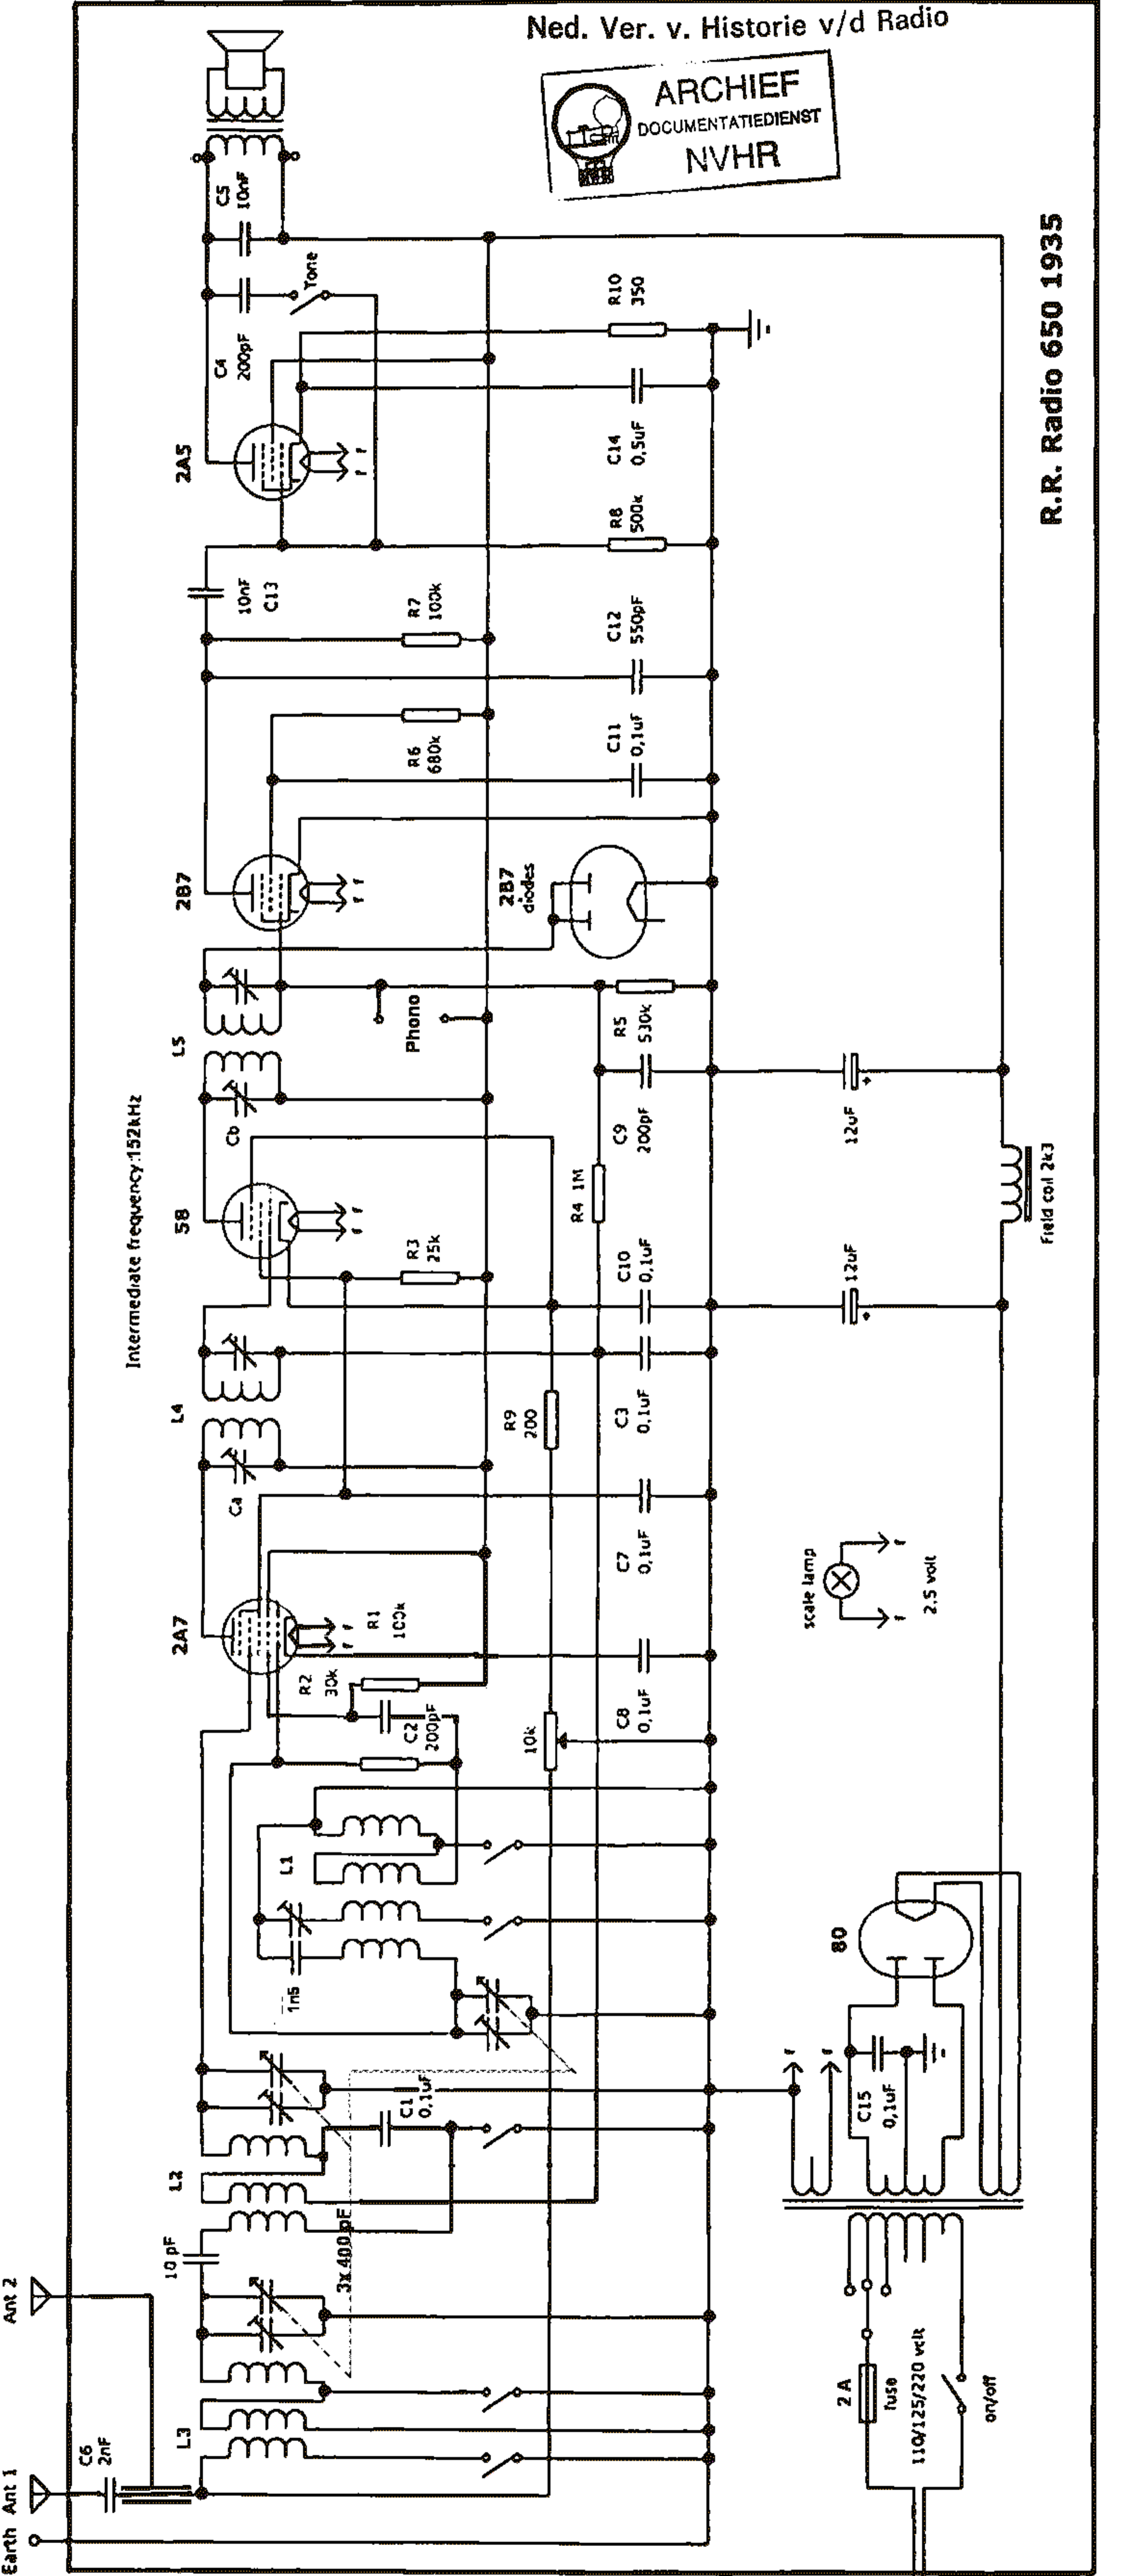 Ned. Ver. v. Historie v/d Radio
ARCHIEF
DOCUMENTATIEDIENST
NVHR
R.R. Radio 650 1935
Intermediate frequency:152kHz
Earth
Ant 1
Ant 2
C6
2nF
L3
10 pF
L2
3x 400 pF
C1
0,1uF
1n5
L1
2A7
R2
30k
R1
100k
C2
200pF
10k
C8
0,1uF
C7
0,1uF
Ca
L4
R9
200
C3
0,1uF
C10
0,1uF
R3
25k
58
R4 1M
Cb
L5
C9
200pF
R5
530k
Phono
2B7
2B7
diodes
R6
680k
C11
0,1uF
C12
550pF
R7
100k
10nF
C13
R8
500k
2A5
C14
0,5uF
R10
350
C4
200pF
Tone
C5
10nF
12uF
+
12uF
+
Field coil 2k3
scale lamp
f
f
2.5 volt
80
C15
0,1uF
f
f
2 A
fuse
110/125/220 volt
on/off
f f
f f
f f
f f